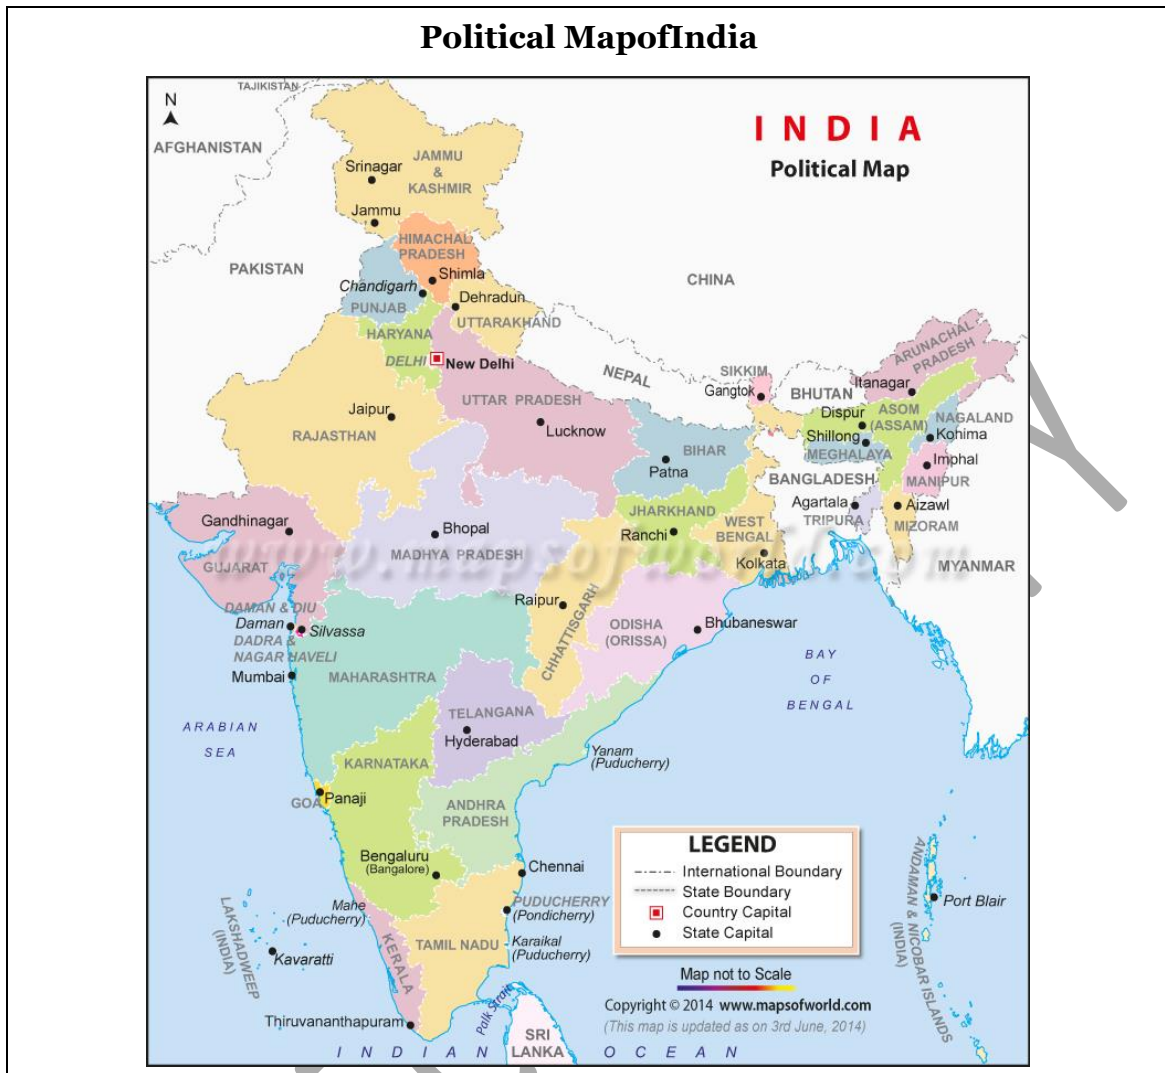 Political MapofIndia
N
TAJIKISTAN
AFGHANISTAN
INDIA
Political Map
JAMMU
&
KASHMIR
Srinagar
Jammu
HIMACHAL
PRADESH
PAKISTAN
Shimla
CHINA
Chandigarh
PUNJAB
Dehradun
UTTARAKHAND
HARYANA
DELHI
New Delhi
NEPAL
SIKKIM
Gangtok
BHUTAN
ARUNACHAL
PRADESH
Itanagar
Dispur
ASOM
(ASSAM)
NAGALAND
Shillong
MEGHALAYA
Kohima
Imphal
MANIPUR
Jaipur
RAJASTHAN
UTTAR PRADESH
Lucknow
BIHAR
Patna
BANGLADESH
Agartala
TRIPURA
Aizawl
MIZORAM
Gandhinagar
GUJARAT
Bhopal
MADHYA PRADESH
JHARKHAND
Ranchi
WEST
BENGAL
Kolkata
MYANMAR
www.mapsofworld.com
Raipur
CHHATTISGARH
ODISHA
(ORISSA)
Bhubaneswar
DAMAN & DIU
Daman
Silvassa
DADRA &
NAGAR HAVELI
Mumbai
MAHARASHTRA
BAY
OF
BENGAL
ARABIAN
SEA
TELANGANA
Hyderabad
KARNATAKA
Yanam
(Puducherry)
GOA
Panaji
ANDHRA
PRADESH
Bengaluru
(Bangalore)
Chennai
Mahe
(Puducherry)
PUDUCHERRY
(Pondicherry)
TAMIL NADU
Karaikal
(Puducherry)
KERALA
LAKSHADWEEP
(INDIA)
Kavaratti
Thiruvananthapuram
Palk Strait
SRI
LANKA
INDIAN OCEAN
ANDAMAN & NICOBAR ISLANDS
(INDIA)
Port Blair
LEGEND
International Boundary
State Boundary
Country Capital
State Capital
Map not to Scale
Copyright © 2014 www.mapsofworld.com
(This map is updated as on 3rd June, 2014)